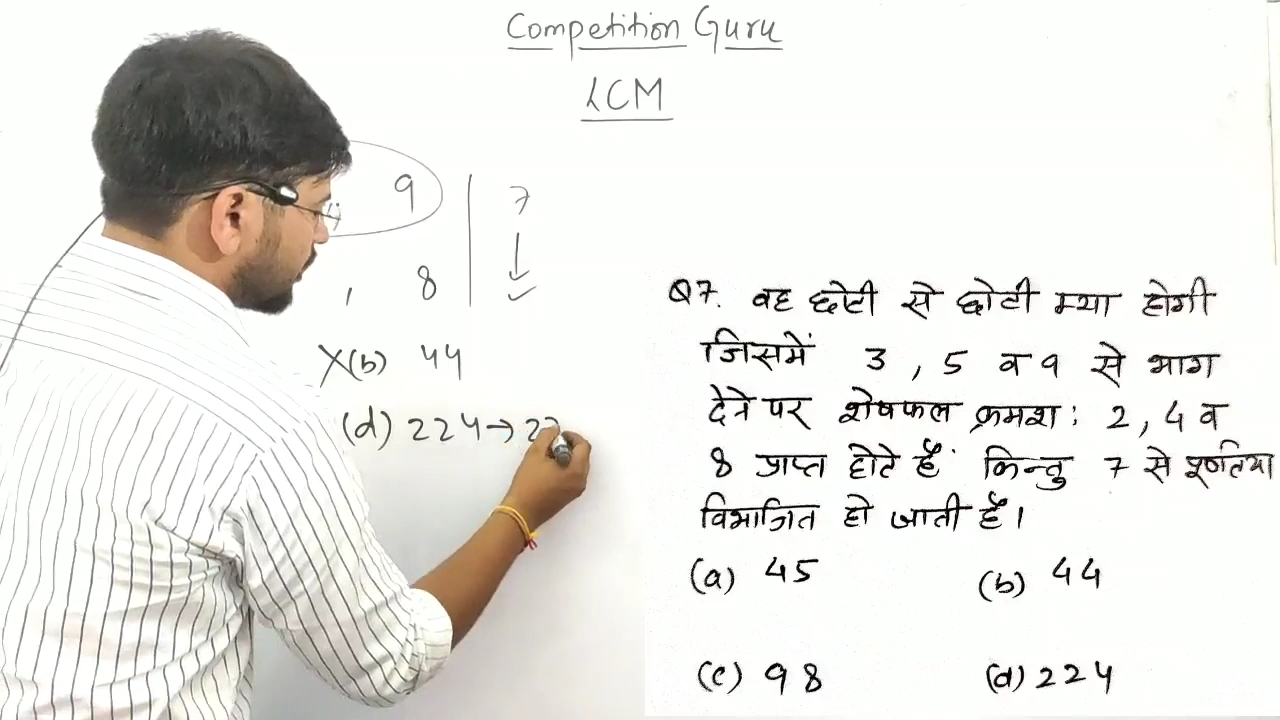 Competition Guru
LCM
9 7
, 8
X(b) 44
(d) 224→22
Q7. वह छोटी से छोटी म्या होगी
जिसमें 3, 5 व 9 से भाग
देने पर शेषफल क्रमशः 2, 4 व
8 प्राप्त होते हैं किन्तु 7 से पूर्णतया
विभाजित हो जाती हैं।
(a) 45 (b) 44
(c) 98 (d) 224